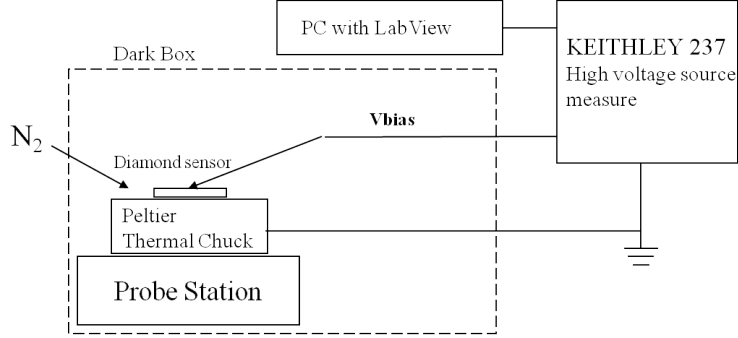 PC with LabView
KEITHLEY 237
High voltage source
measure
Dark Box
Vbias
N2
Diamond sensor
Peltier
Thermal Chuck
Probe Station